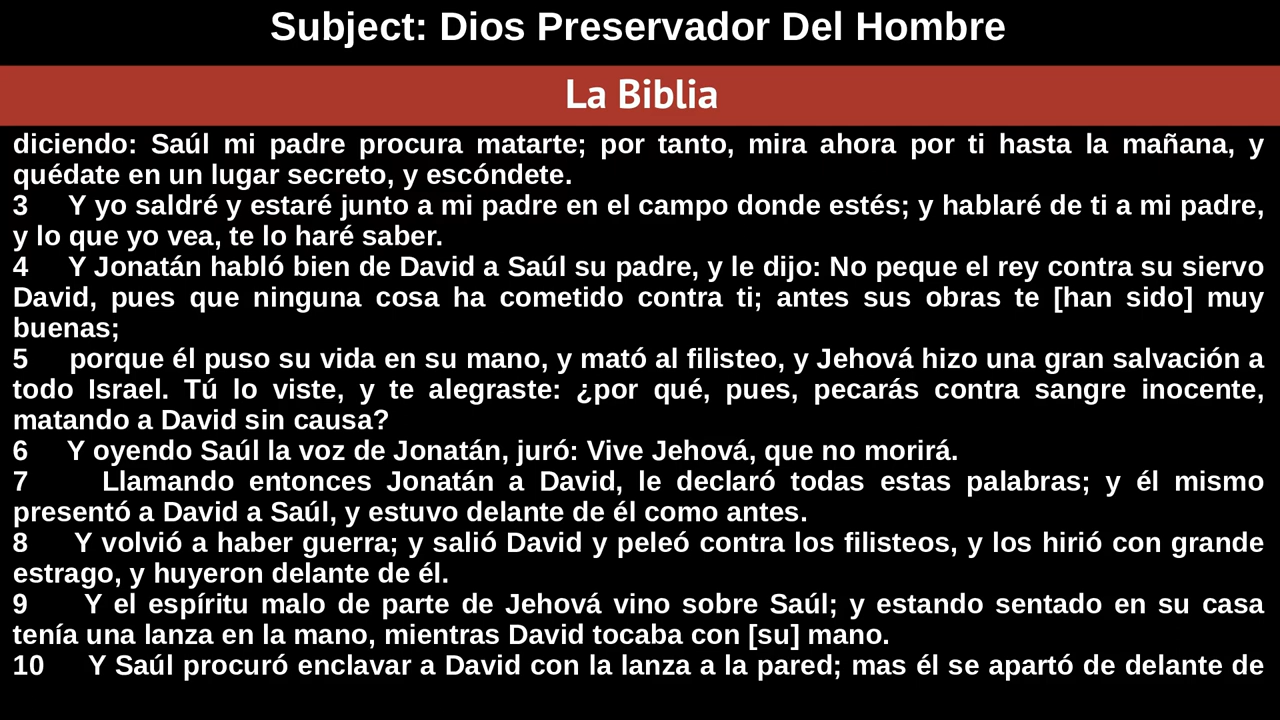 Subject: Dios Preservador Del Hombre
La Biblia
diciendo: Saúl mi padre procura matarte; por tanto, mira ahora por ti hasta la mañana, y
quédate en un lugar secreto, y escóndete.
3 Y yo saldré y estaré junto a mi padre en el campo donde estés; y hablaré de ti a mi padre,
y lo que yo vea, te lo haré saber.
4 Y Jonatán habló bien de David a Saúl su padre, y le dijo: No peque el rey contra su siervo
David, pues que ninguna cosa ha cometido contra ti; antes sus obras te [han sido] muy
buenas;
5 porque él puso su vida en su mano, y mató al filisteo, y Jehová hizo una gran salvación a
todo Israel. Tú lo viste, y te alegraste: ¿por qué, pues, pecarás contra sangre inocente,
matando a David sin causa?
6 Y oyendo Saúl la voz de Jonatán, juró: Vive Jehová, que no morirá.
7 Llamando entonces Jonatán a David, le declaró todas estas palabras; y él mismo
presentó a David a Saúl, y estuvo delante de él como antes.
8 Y volvió a haber guerra; y salió David y peleó contra los filisteos, y los hirió con grande
estrago, y huyeron delante de él.
9 Y el espíritu malo de parte de Jehová vino sobre Saúl; y estando sentado en su casa
tenía una lanza en la mano, mientras David tocaba con [su] mano.
10 Y Saúl procuró enclavar a David con la lanza a la pared; mas él se apartó de delante de